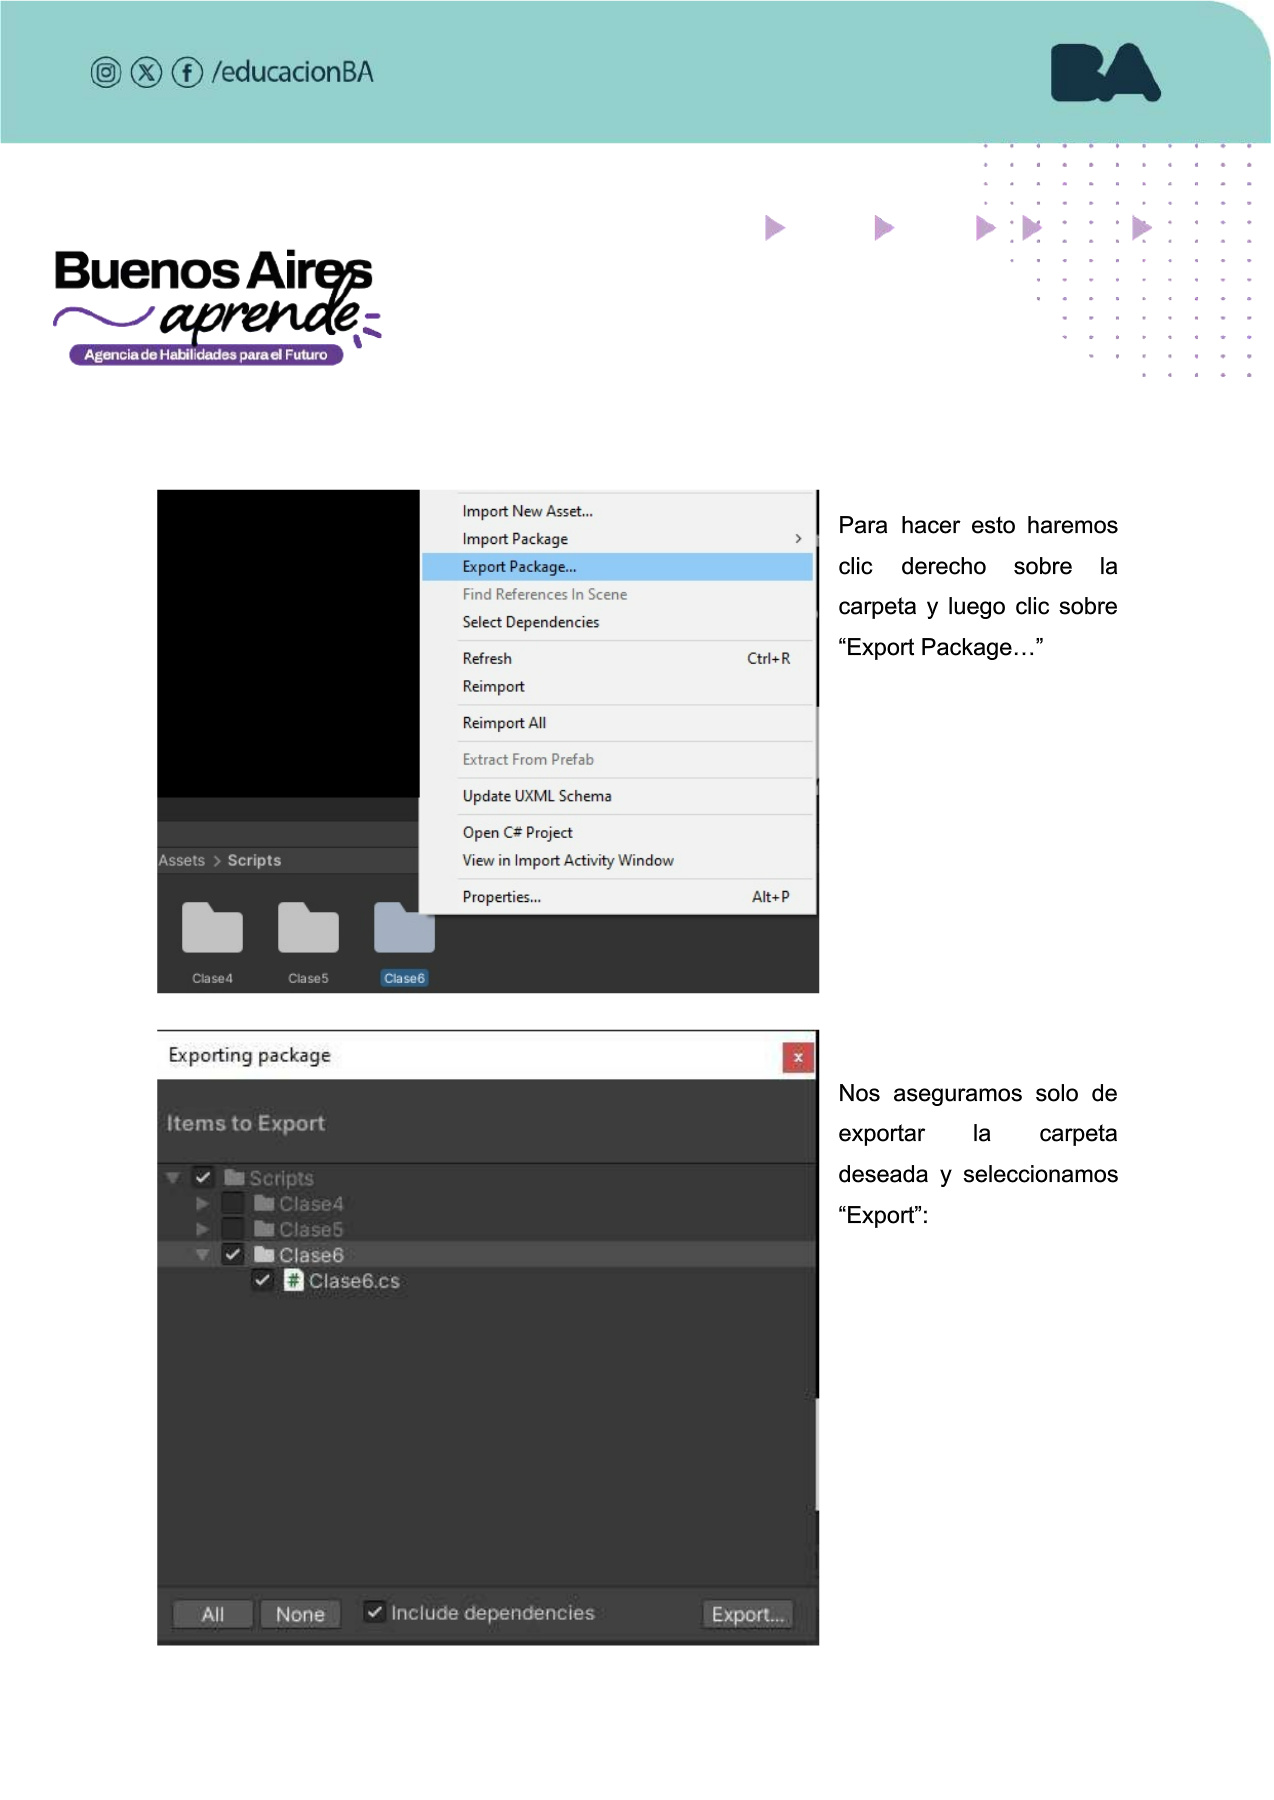 /educacionBA
BA
Buenos Aires
aprende
Agencia de Habilidades para el Futuro
Import New Asset...
Import Package
Export Package...
Find References In Scene
Select Dependencies
Refresh Ctrl+R
Reimport
Reimport All
Extract From Prefab
Update UXML Schema
Open C# Project
View in Import Activity Window
Properties... Alt+P
Assets > Scripts
Clase4 Clase5 Clase6
Para hacer esto haremos
clic derecho sobre la
carpeta y luego clic sobre
“Export Package…”
Exporting package x
Items to Export
Scripts
Clase4
Clase5
Clase6
# Clase6.cs
All None Include dependencies Export...
Nos aseguramos solo de
exportar la carpeta
deseada y seleccionamos
“Export”: